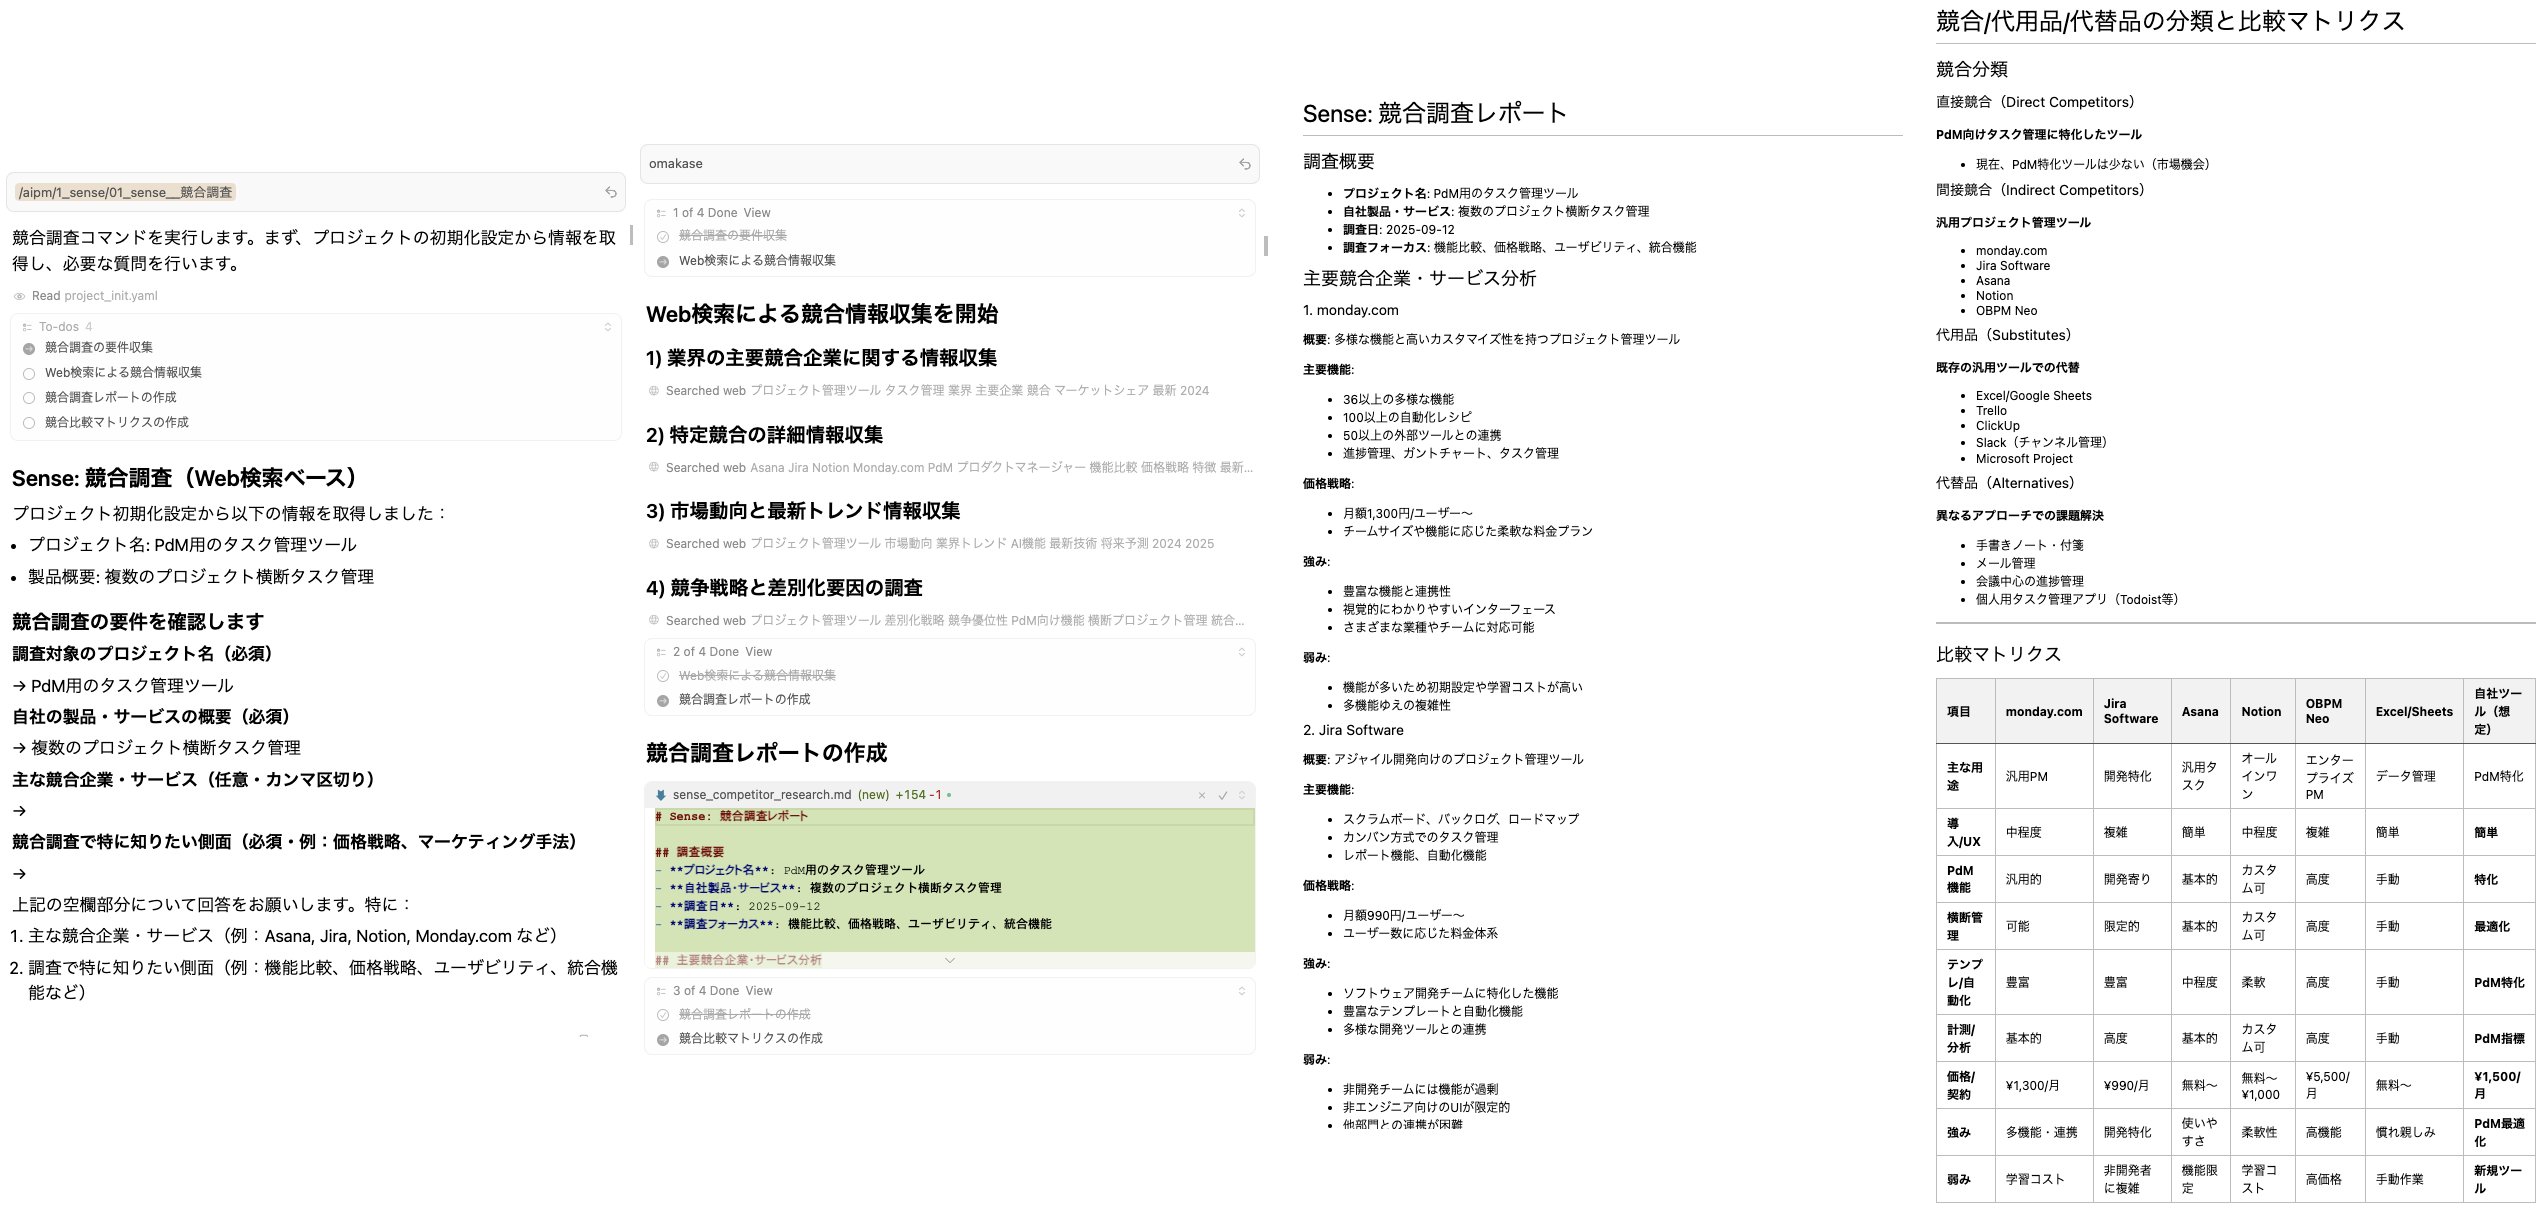 /aipm/1_sense/01_sense__競合調査
競合調査コマンドを実行します。まず、プロジェクトの初期化設定から情報を取
得し、必要な質問を行います。
Read project_init.yaml
To-dos 4
競合調査の要件収集
Web検索による競合情報収集
競合調査レポートの作成
競合比較マトリクスの作成
Sense: 競合調査（Web検索ベース）
プロジェクト初期化設定から以下の情報を取得しました：
• プロジェクト名: PdM用のタスク管理ツール
• 製品概要: 複数のプロジェクト横断タスク管理
競合調査の要件を確認します
調査対象のプロジェクト名（必須）
→ PdM用のタスク管理ツール
自社の製品・サービスの概要（必須）
→ 複数のプロジェクト横断タスク管理
主な競合企業・サービス（任意・カンマ区切り）
→
競合調査で特に知りたい側面（必須・例：価格戦略、マーケティング手法）
→
上記の空欄部分について回答をお願いします。特に：
1. 主な競合企業・サービス（例：Asana, Jira, Notion, Monday.com など）
2. 調査で特に知りたい側面（例：機能比較、価格戦略、ユーザビリティ、統合機
能など）
omakase
1 of 4 Done View
競合調査の要件収集
Web検索による競合情報収集
Web検索による競合情報収集を開始
1) 業界の主要競合企業に関する情報収集
Searched web プロジェクト管理ツール タスク管理 業界 主要企業 競合 マーケットシェア 最新 2024
2) 特定競合の詳細情報収集
Searched web Asana Jira Notion Monday.com PdM プロダクトマネージャー 機能比較 価格戦略 特徴 最新...
3) 市場動向と最新トレンド情報収集
Searched web プロジェクト管理ツール 市場動向 業界トレンド AI機能 最新技術 将来予測 2024 2025
4) 競争戦略と差別化要因の調査
Searched web プロジェクト管理ツール 差別化戦略 競争優位性 PdM向け機能 横断プロジェクト管理 統合...
2 of 4 Done View
Web検索による競合情報収集
競合調査レポートの作成
競合調査レポートの作成
sense_competitor_research.md (new) +154 -1
# Sense: 競合調査レポート
## 調査概要
- **プロジェクト名**: PdM用のタスク管理ツール
- **自社製品・サービス**: 複数のプロジェクト横断タスク管理
- **調査日**: 2025-09-12
- **調査フォーカス**: 機能比較、価格戦略、ユーザビリティ、統合機能
## 主要競合企業・サービス分析
3 of 4 Done View
競合調査レポートの作成
競合比較マトリクスの作成
Sense: 競合調査レポート
調査概要
• プロジェクト名: PdM用のタスク管理ツール
• 自社製品・サービス: 複数のプロジェクト横断タスク管理
• 調査日: 2025-09-12
• 調査フォーカス: 機能比較、価格戦略、ユーザビリティ、統合機能
主要競合企業・サービス分析
1. monday.com
概要: 多様な機能と高いカスタマイズ性を持つプロジェクト管理ツール
主要機能:
• 36以上の多様な機能
• 100以上の自動化レシピ
• 50以上の外部ツールとの連携
• 進捗管理、ガントチャート、タスク管理
価格戦略:
• 月額1,300円/ユーザー〜
• チームサイズや機能に応じた柔軟な料金プラン
強み:
• 豊富な機能と連携性
• 視覚的にわかりやすいインターフェース
• さまざまな業種やチームに対応可能
弱み:
• 機能が多いため初期設定や学習コストが高い
• 多機能ゆえの複雑性
2. Jira Software
概要: アジャイル開発向けのプロジェクト管理ツール
主要機能:
• スクラムボード、バックログ、ロードマップ
• カンバン方式でのタスク管理
• レポート機能、自動化機能
価格戦略:
• 月額990円/ユーザー〜
• ユーザー数に応じた料金体系
強み:
• ソフトウェア開発チームに特化した機能
• 豊富なテンプレートと自動化機能
• 多様な開発ツールとの連携
弱み:
• 非開発チームには機能が過剰
• 非エンジニア向けのUIが限定的
• 他部門との連携が困難
競合/代用品/代替品の分類と比較マトリクス
競合分類
直接競合（Direct Competitors）
PdM向けタスク管理に特化したツール
• 現在、PdM特化ツールは少ない（市場機会）
間接競合（Indirect Competitors）
汎用プロジェクト管理ツール
• monday.com
• Jira Software
• Asana
• Notion
• OBPM Neo
代用品（Substitutes）
既存の汎用ツールでの代替
• Excel/Google Sheets
• Trello
• ClickUp
• Slack（チャンネル管理）
• Microsoft Project
代替品（Alternatives）
異なるアプローチでの課題解決
• 手書きノート・付箋
• メール管理
• 会議中心の進捗管理
• 個人用タスク管理アプリ（Todoist等）
比較マトリクス
項目 monday.com Jira Software Asana Notion OBPM Neo Excel/Sheets 自社ツール（想定）
主な用途 汎用PM 開発特化 汎用タスク オールインワン エンタープライズPM データ管理 PdM特化
導入/UX 中程度 複雑 簡単 中程度 複雑 簡単 簡単
PdM機能 汎用的 開発寄り 基本的 カスタム可 高度 手動 特化
横断管理 可能 限定的 基本的 カスタム可 高度 手動 最適化
テンプレ/自動化 豊富 豊富 中程度 柔軟 高度 手動 PdM特化
計測/分析 基本的 高度 基本的 カスタム可 高度 手動 PdM指標
価格/契約 ¥1,300/月 ¥990/月 無料〜 無料〜¥1,000 ¥5,500/月 無料〜 ¥1,500/月
強み 多機能・連携 開発特化 使いやすさ 柔軟性 高機能 慣れ親しみ PdM最適化
弱み 学習コスト 非開発者に複雑 機能限定 学習コスト 高価格 手動作業 新規ツール